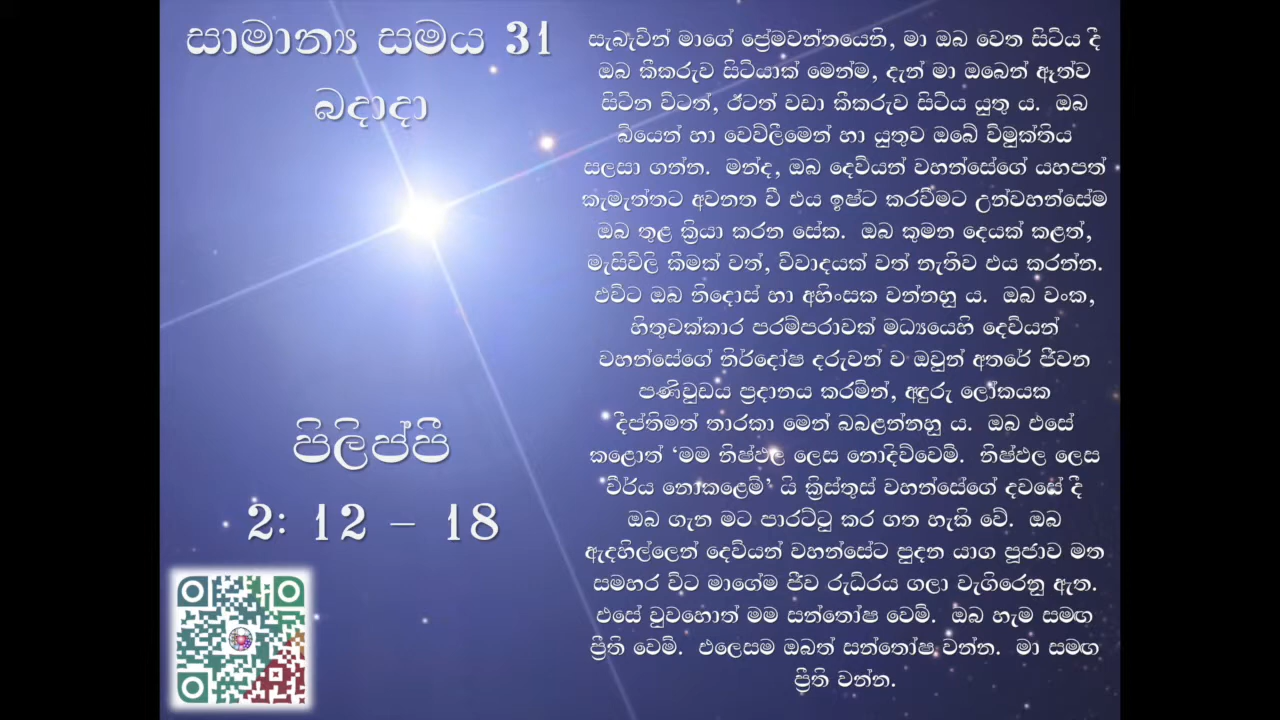 සාමාන්‍ය සමය 31
බදාදා
පිලිප්පී
2: 12 – 18
සැබැවින් මාගේ ප්‍රේමවන්තයෙනි, මා ඔබ වෙත සිටිය දී
ඔබ කීකරුව සිටියාක් මෙන්ම, දැන් මා ඔබෙන් ඈත්ව
සිටින විටත්, ඊටත් වඩා කීකරුව සිටිය යුතු ය. ඔබ
බියෙන් හා වෙව්ලීමෙන් හා යුතුව ඔබේ විමුක්තිය
සලසා ගන්න. මන්ද, ඔබ දෙවියන් වහන්සේගේ යහපත්
කැමැත්තට අවනත වී එය ඉෂ්ට කරවීමට උන්වහන්සේම
ඔබ තුළ ක්‍රියා කරන සේක. ඔබ කුමන දෙයක් කළත්,
මැසිවිලි කීමක් වත්, විවාදයක් වත් නැතිව එය කරන්න.
එවිට ඔබ නිදොස් හා අහිංසක වන්නහු ය. ඔබ වංක,
හිතුවක්කාර පරම්පරාවක් මධ්‍යයෙහි දෙවියන්
වහන්සේගේ නිර්දෝෂ දරුවන් ව ඔවුන් අතරේ ජීවන
පණිවුඩය ප්‍රදානය කරමින්, අඳුරු ලෝකයක
දීප්තිමත් තාරකා මෙන් බබළන්නහු ය. ඔබ එසේ
කළොත් ‘මම නිෂ්ඵල ලෙස නොදිව්වෙමි. නිෂ්ඵල ලෙස
වීර්ය නොකළෙමි’ යි ක්‍රිස්තුස් වහන්සේගේ දවසේ දී
ඔබ ගැන මට පාරට්ටු කර ගත හැකි වේ. ඔබ
ඇදහිල්ලෙන් දෙවියන් වහන්සේට පුදන යාග පූජාව මත
සමහර විට මාගේම ජීව රුධිරය ගලා වැගිරෙනු ඇත.
එසේ වුවහොත් මම සන්තෝෂ වෙමි. ඔබ හැම සමඟ
ප්‍රීති වෙමි. එලෙසම ඔබත් සන්තෝෂ වන්න. මා සමඟ
ප්‍රීති වන්න.